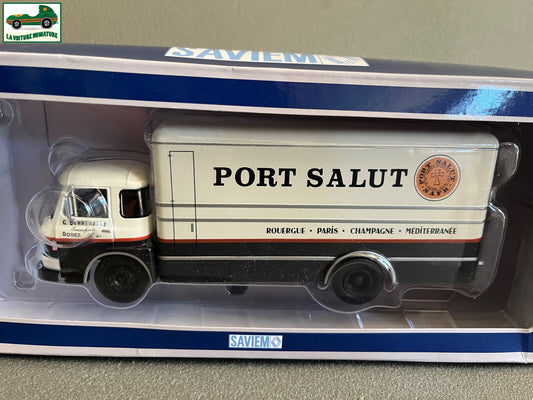 LA VOITURE MINIATURE
SAVIEM
PORT SALUT
PORT SALUT
S.A.F.R.
ROUERGUE • PARIS • CHAMPAGNE • MÉDITERRANÉE
RODEZ
SAVIEM